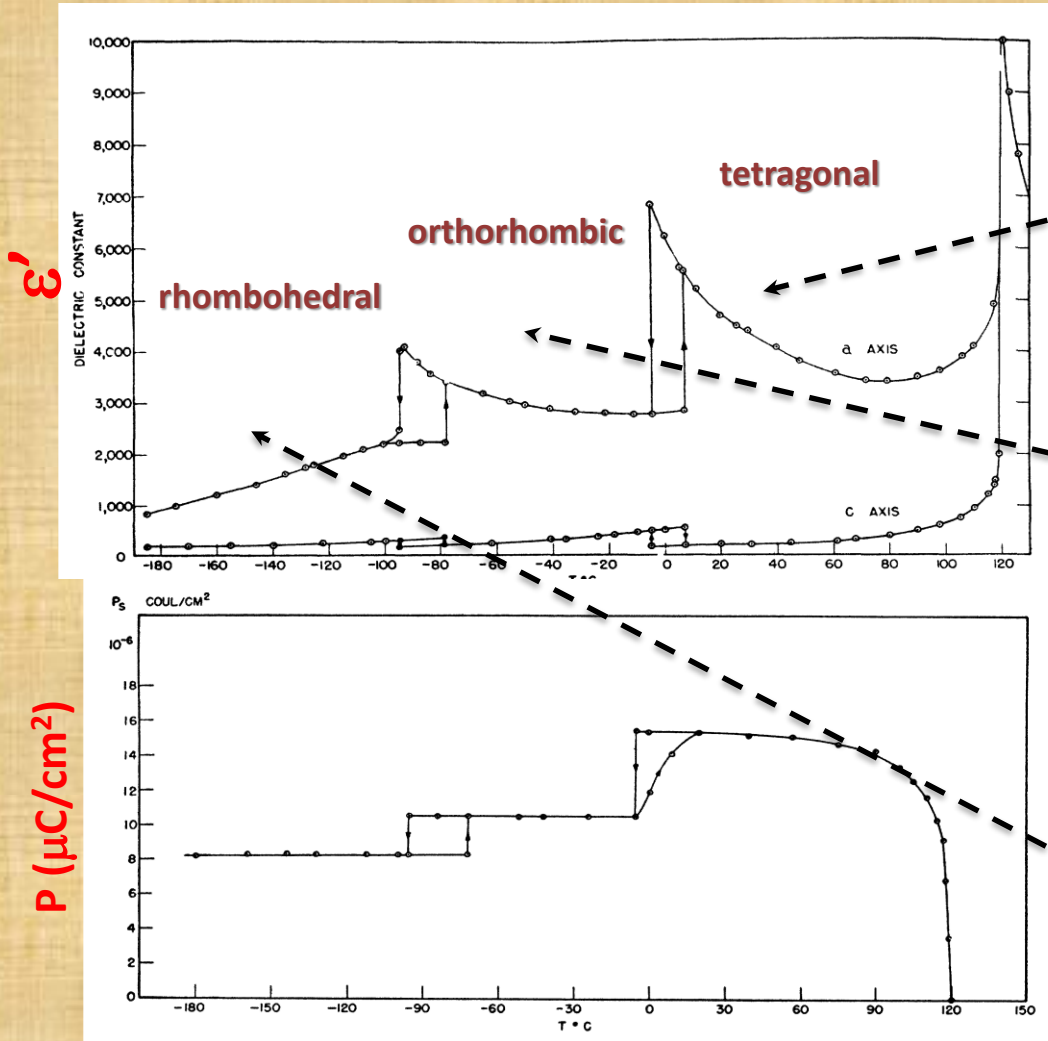 10,000
9,000
8,000
7,000
6,000
5,000
4,000
3,000
2,000
1,000
0
DIELECTRIC CONSTANT
ε′
tetragonal
orthorhombic
rhombohedral
a AXIS
C AXIS
-180 -160 -140 -120 -100 -80 -60 -40 -20 0 20 40 60 80 100 120
T °C
Ps COUL/CM²
10⁻⁶
18
16
14
12
10
8
6
4
2
0
P (μC/cm²)
-180 -150 -120 -90 -60 -30 0 30 60 90 120 150
T °C